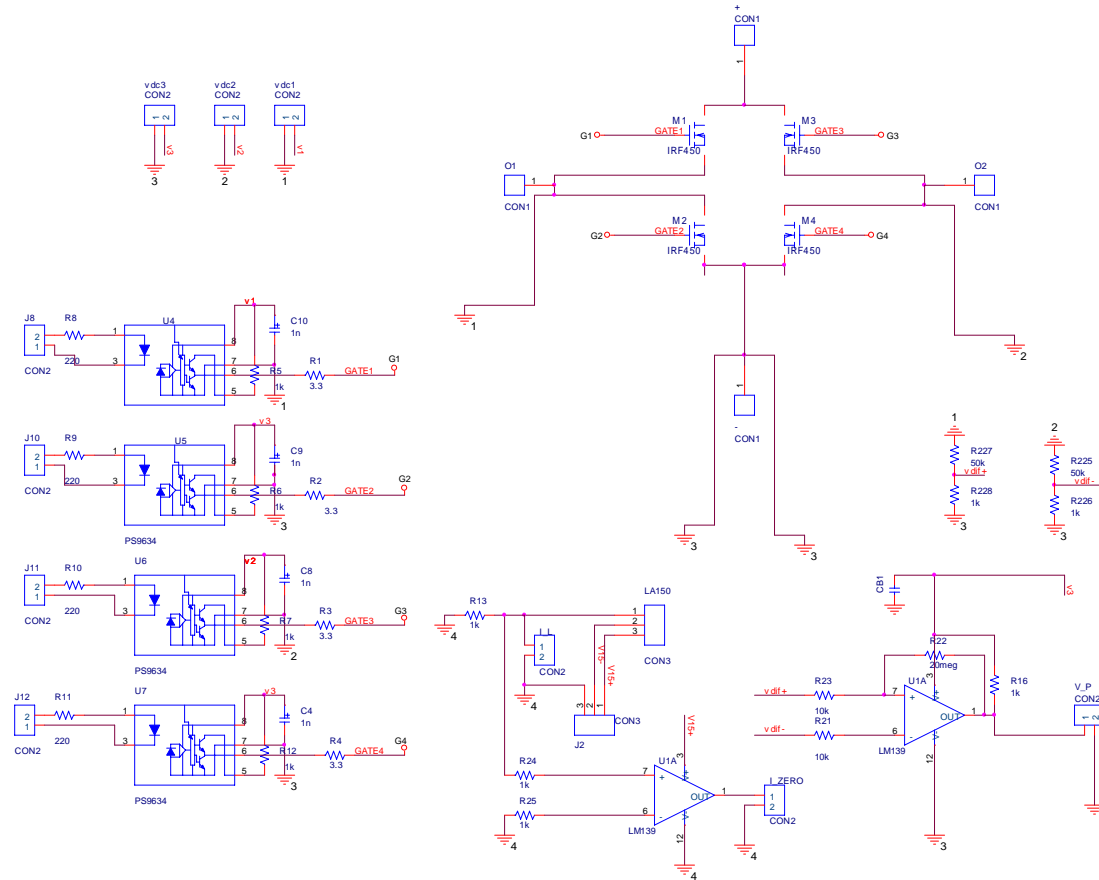 +
CON1
1
vdc3
CON2
1 2
v3
3
vdc2
CON2
1 2
v2
2
vdc1
CON2
1 2
v1
1
G1
GATE1
M1
IRF450
M3
GATE3
G3
IRF450
O1
1
CON1
O2
1
CON1
G2
GATE2
M2
IRF450
M4
GATE4
G4
IRF450
1
2
1
-
CON1
3
3
J8
2
1
CON2
R8
220
1
3
U4
8
7
6
5
v1
C10
1n
R5
1k
1
R1
3.3
GATE1
G1
J10
2
1
CON2
R9
220
1
3
U5
PS9634
8
7
6
5
v3
C9
1n
R6
1k
3
R2
3.3
GATE2
G2
J11
2
1
CON2
R10
220
1
3
U6
PS9634
8
7
6
5
v2
C8
1n
R7
1k
2
R3
3.3
GATE3
G3
J12
2
1
CON2
R11
220
1
3
U7
PS9634
8
7
6
5
v3
C4
1n
R12
1k
3
R4
3.3
GATE4
G4
1
R227
50k
vdif+
R228
1k
3
2
R225
50k
vdif-
R226
1k
3
4
R13
1k
I_L
1
2
CON2
4
LA150
1
2
3
CON3
V15-
V15+
3 2 1
CON3
J2
V15+
R24
1k
R25
1k
4
U1A
3
7
+
6
-
OUT
1
V+
V-
12
LM139
4
I_ZERO
1
2
CON2
4
CB1
v3
R22
20meg
vdif+
R23
10k
vdif-
R21
10k
U1A
3
7
+
6
-
OUT
1
V+
V-
12
LM139
3
R16
1k
V_P
CON2
1 2